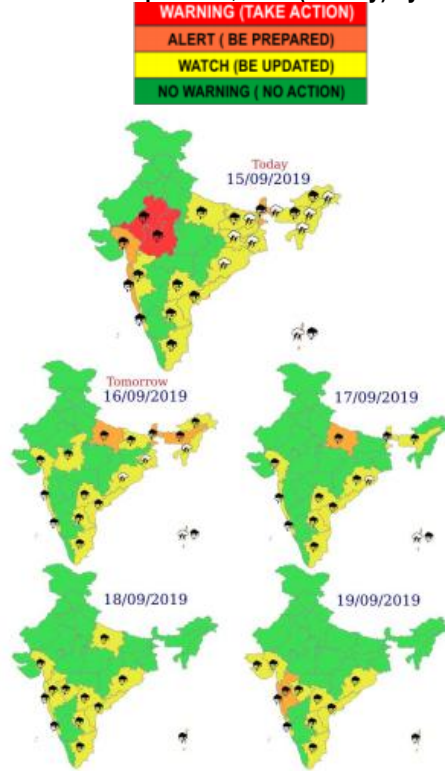 WARNING (TAKE ACTION)
ALERT ( BE PREPARED)
WATCH (BE UPDATED)
NO WARNING ( NO ACTION)
Today
15/09/2019
Tomorrow
16/09/2019
17/09/2019
18/09/2019
19/09/2019